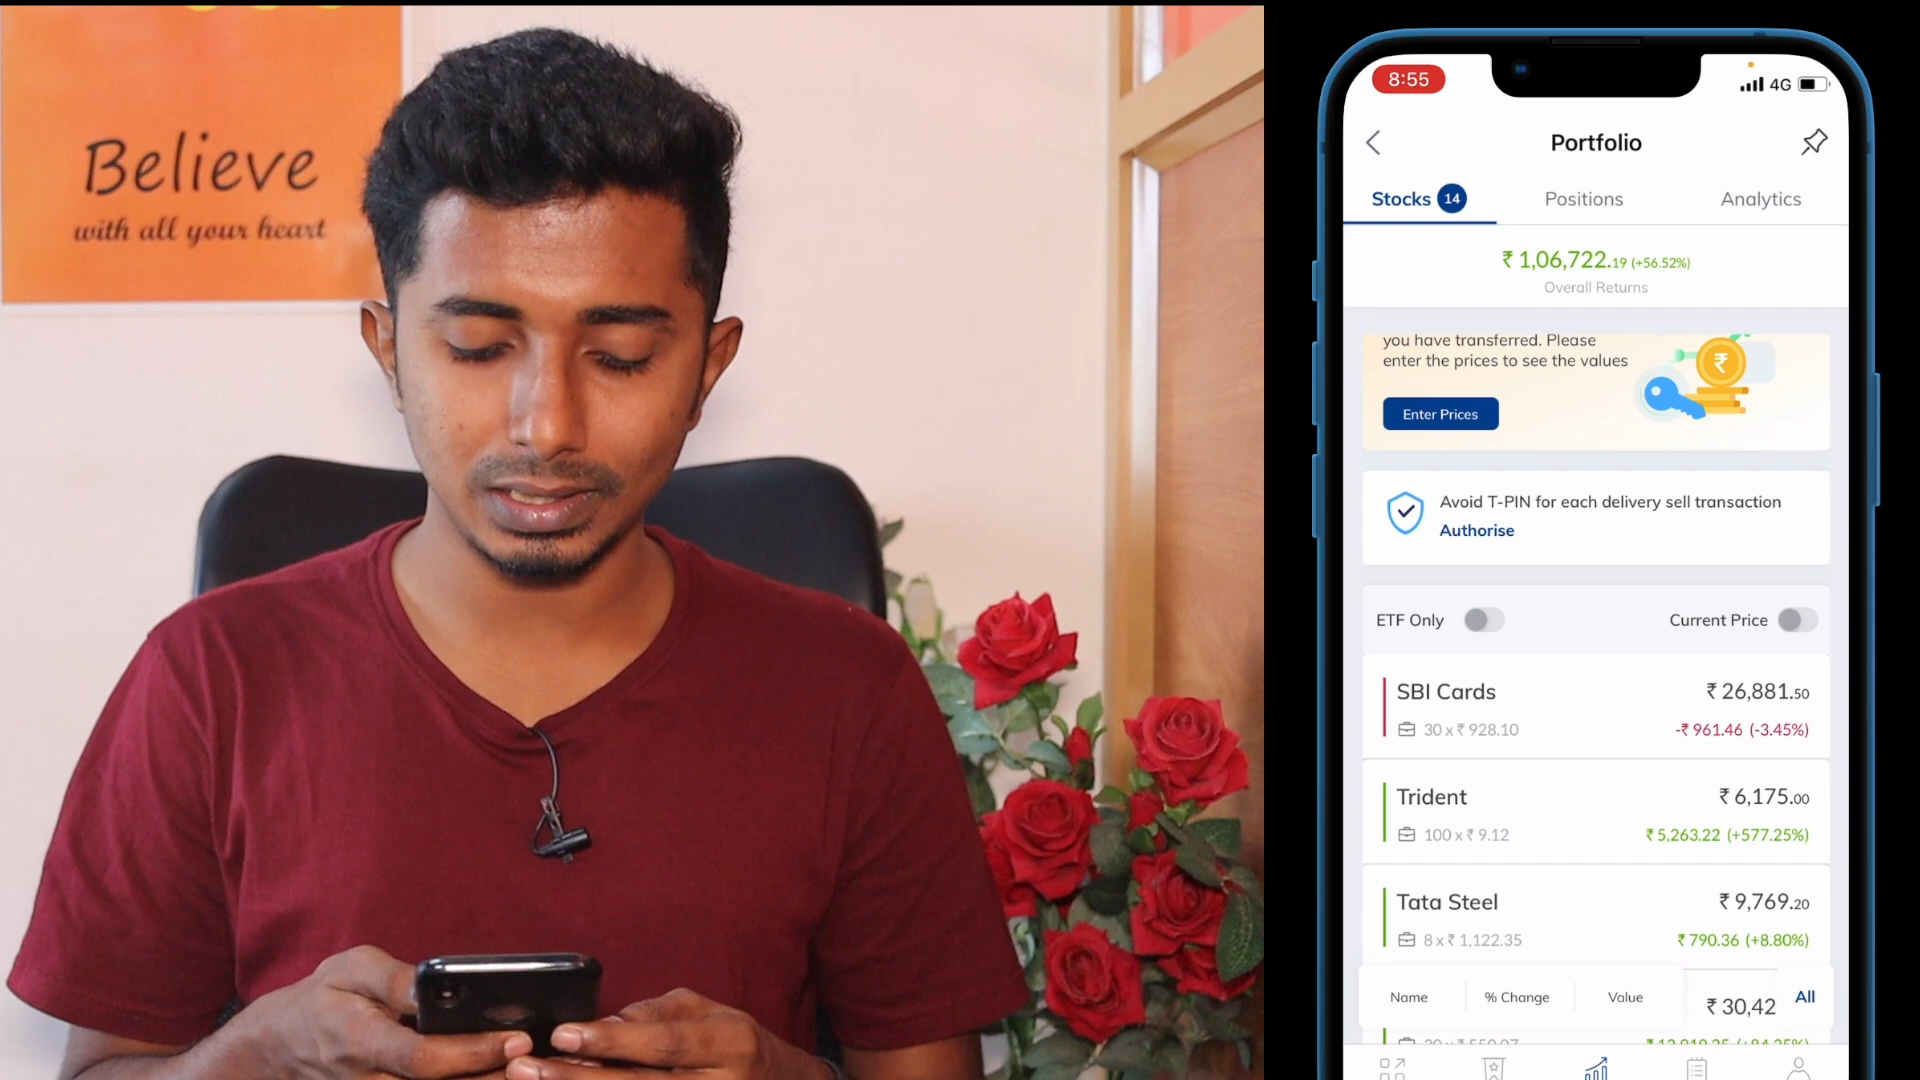 Believe
with all your heart
8:55
4G
Portfolio
Stocks 14
Positions
Analytics
₹ 1,06,722.19 (+56.52%)
Overall Returns
you have transferred. Please
enter the prices to see the values
₹
Enter Prices
Avoid T-PIN for each delivery sell transaction
Authorise
ETF Only
Current Price
SBI Cards
₹ 26,881.50
30 x ₹ 928.10
-₹ 961.46 (-3.45%)
Trident
₹ 6,175.00
100 x ₹ 9.12
₹ 5,263.22 (+577.25%)
Tata Steel
₹ 9,769.20
8 x ₹ 1,122.35
₹ 790.36 (+8.80%)
Name
% Change
Value
₹ 30,42
All